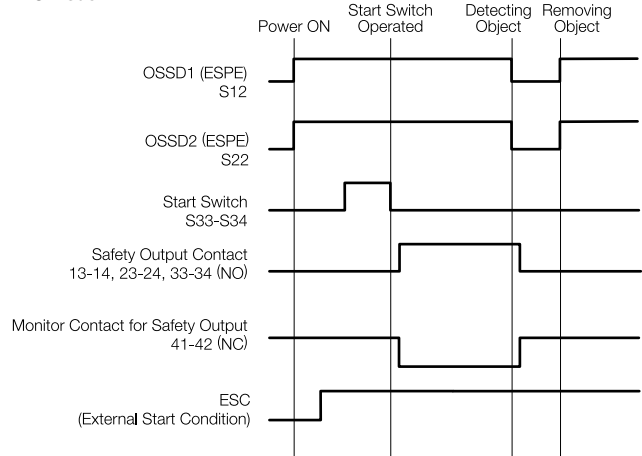 Power ON
Start Switch
Operated
Detecting
Object
Removing
Object
OSSD1 (ESPE)
S12
OSSD2 (ESPE)
S22
Start Switch
S33-S34
Safety Output Contact
13-14, 23-24, 33-34 (NO)
Monitor Contact for Safety Output
41-42 (NC)
ESC
(External Start Condition)